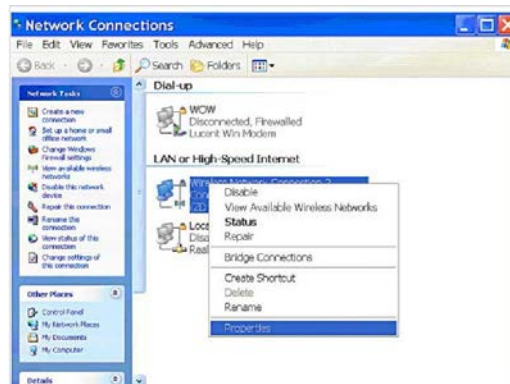 Network Connections
File Edit View Favorites Tools Advanced Help
Back Search Folders
Network Tasks
Create a new
connection
Set up a home or small
office network
Change Windows
Firewall settings
View available wireless
networks
Disable this network
device
Repair this connection
Rename this
connection
View status of this
connection
Change settings of
this connection
Other Places
Control Panel
My Network Places
My Documents
My Computer
Details
Dial-up
WOW
Disconnected, Firewalled
Lucent Win Modem
LAN or High-Speed Internet
Wireless Network Connection 2
Disable
View Available Wireless Networks
Status
Repair
Bridge Connections
Create Shortcut
Delete
Rename
Properties